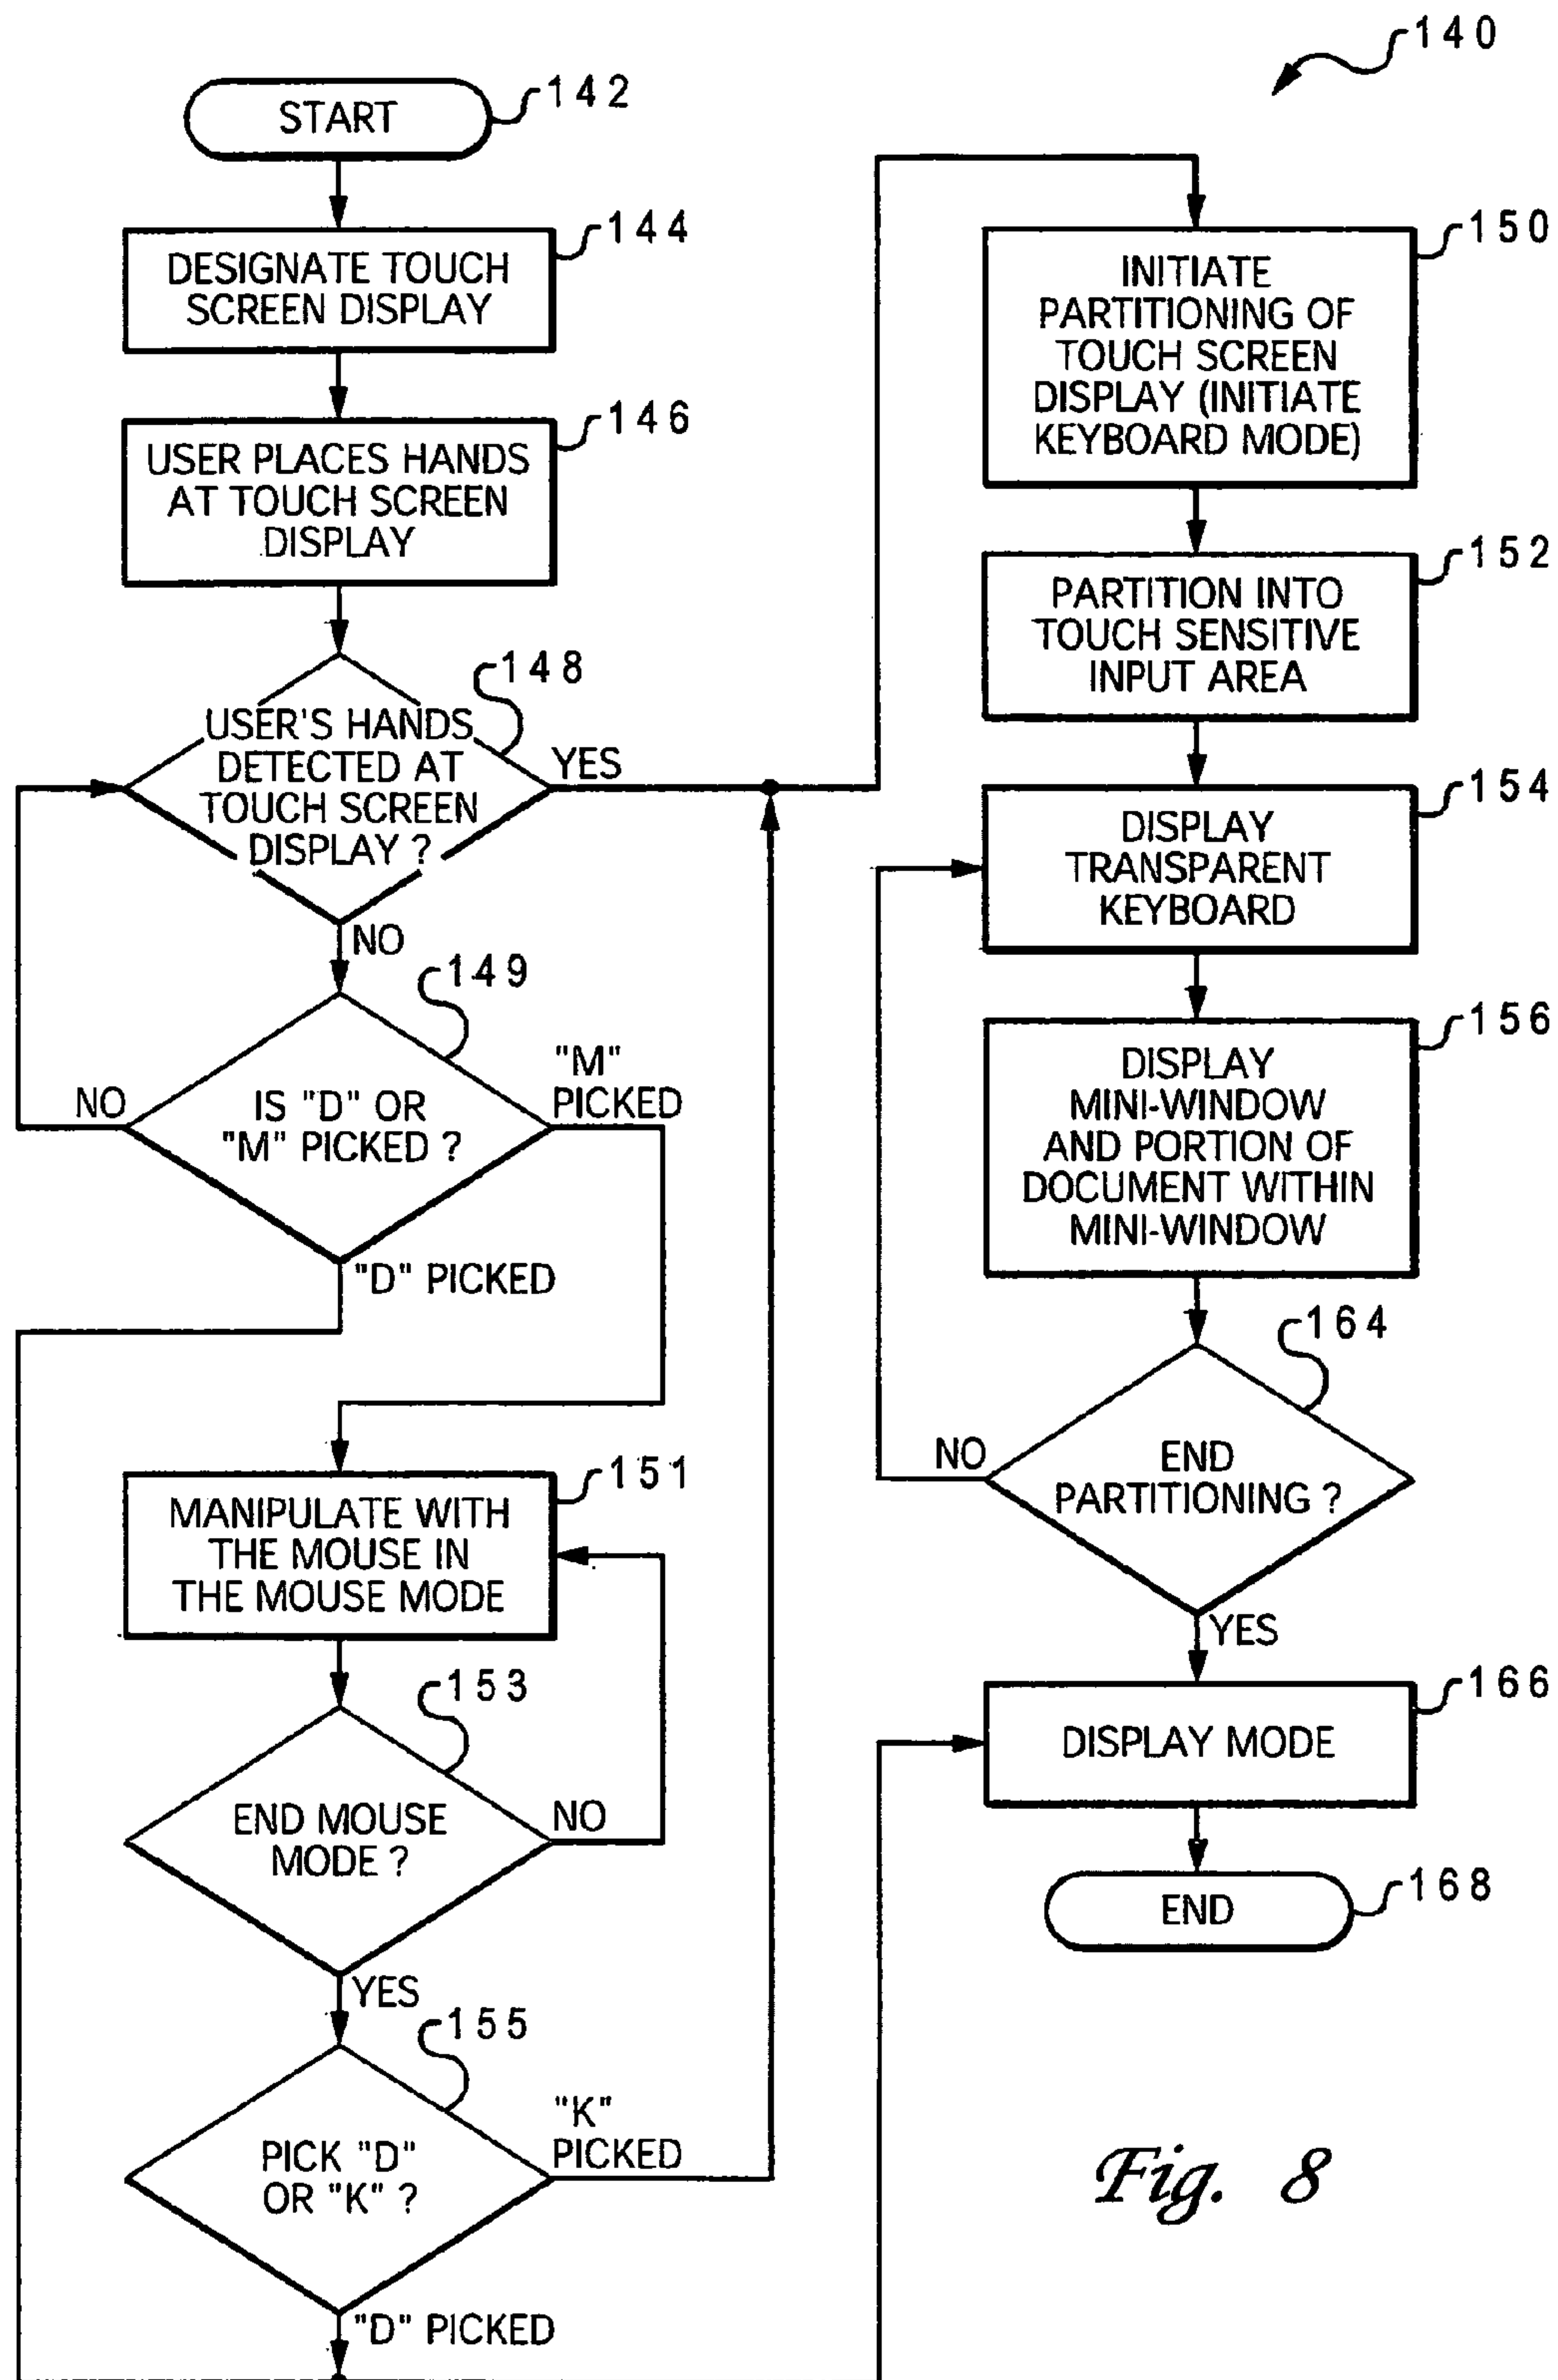 140
START
142
DESIGNATE TOUCH
SCREEN DISPLAY
144
USER PLACES HANDS
AT TOUCH SCREEN
DISPLAY
146
USER'S HANDS
DETECTED AT
TOUCH SCREEN
DISPLAY ?
148
YES
NO
149
IS "D" OR
"M" PICKED ?
NO
"M"
PICKED
"D" PICKED
MANIPULATE WITH
THE MOUSE IN
THE MOUSE MODE
151
153
END MOUSE
MODE ?
NO
YES
155
PICK "D"
OR "K" ?
"K"
PICKED
"D" PICKED
INITIATE
PARTITIONING OF
TOUCH SCREEN
DISPLAY (INITIATE
KEYBOARD MODE)
150
PARTITION INTO
TOUCH SENSITIVE
INPUT AREA
152
DISPLAY
TRANSPARENT
KEYBOARD
154
DISPLAY
MINI-WINDOW
AND PORTION OF
DOCUMENT WITHIN
MINI-WINDOW
156
164
END
PARTITIONING ?
NO
YES
DISPLAY MODE
166
END
168
Fig. 8